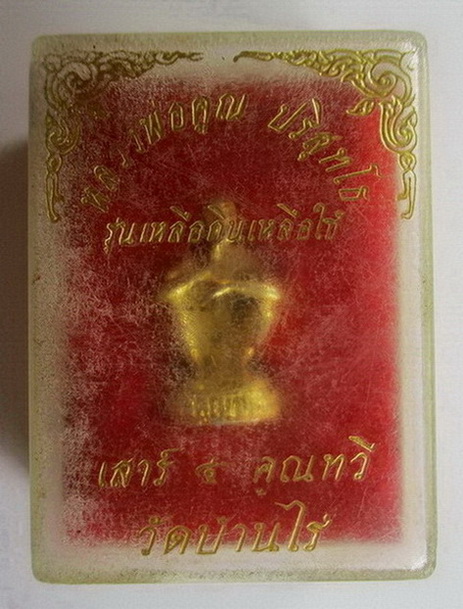 หลวงพ่อคูณ ปริสุทโธ
รุ่นเหลือกินเหลือใช้
เสาร์ ๕ คูณทวี
วัดบ้านไร่